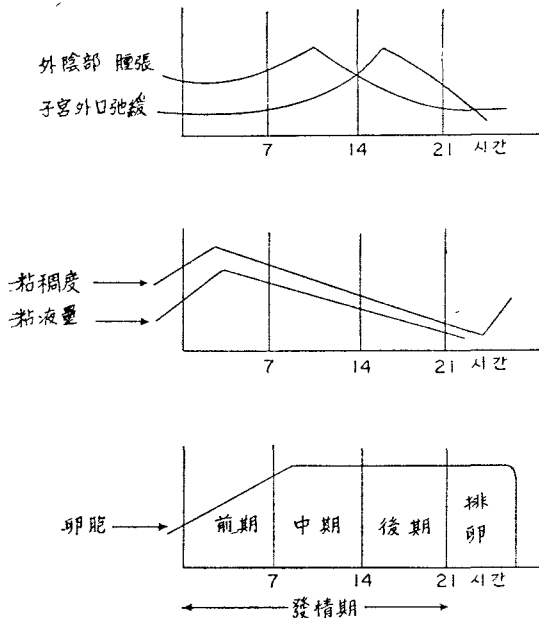 外陰部 腫張
子宮外口弛緩
7 14 21 시간
粘稠度
粘液量
7 14 21 시간
卵胞
前期 中期 後期 排卵
7 14 21 시간
發情期